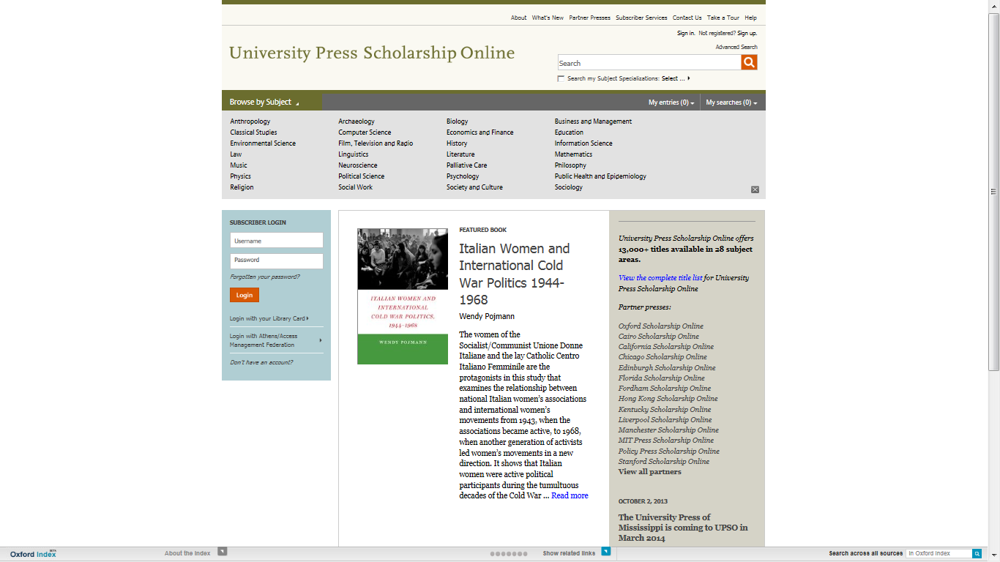 About What's New Partner Presses Subscriber Services Contact Us Take a Tour Help
Sign in. Not registered? Sign up.
Advanced Search
University Press Scholarship Online
Search
Search my Subject Specializations: Select ...
Browse by Subject
My entries (0) My searches (0)
Anthropology Archaeology Biology Business and Management
Classical Studies Computer Science Economics and Finance Education
Environmental Science Film, Television and Radio History Information Science
Law Linguistics Literature Mathematics
Music Neuroscience Palliative Care Philosophy
Physics Political Science Psychology Public Health and Epidemiology
Religion Social Work Society and Culture Sociology
SUBSCRIBER LOGIN
Username
Password
Forgotten your password?
Login
Login with your Library Card
Login with Athens/Access
Management Federation
Don't have an account?
ITALIAN WOMEN AND
INTERNATIONAL
COLD WAR POLITICS,
1944–1968
WENDY POJMANN
FEATURED BOOK
Italian Women and
International Cold
War Politics 1944-
1968
Wendy Pojmann
The women of the
Socialist/Communist Unione Donne
Italiane and the lay Catholic Centro
Italiano Femminile are the
protagonists in this study that
examines the relationship between
national Italian women's associations
and international women's
movements from 1943, when the
associations became active, to 1968,
when another generation of activists
led women's movements in a new
direction. It shows that Italian
women were active political
participants during the tumultuous
decades of the Cold War ... Read more
University Press Scholarship Online offers
13,000+ titles available in 28 subject
areas.
View the complete title list for University
Press Scholarship Online
Partner presses:
Oxford Scholarship Online
Cairo Scholarship Online
California Scholarship Online
Chicago Scholarship Online
Edinburgh Scholarship Online
Florida Scholarship Online
Fordham Scholarship Online
Hong Kong Scholarship Online
Kentucky Scholarship Online
Liverpool Scholarship Online
Manchester Scholarship Online
MIT Press Scholarship Online
Policy Press Scholarship Online
Stanford Scholarship Online
View all partners
OCTOBER 2, 2013
The University Press of
Mississippi is coming to UPSO in
March 2014
Oxford Index BETA About the Index Show related links Search across all sources in Oxford Index